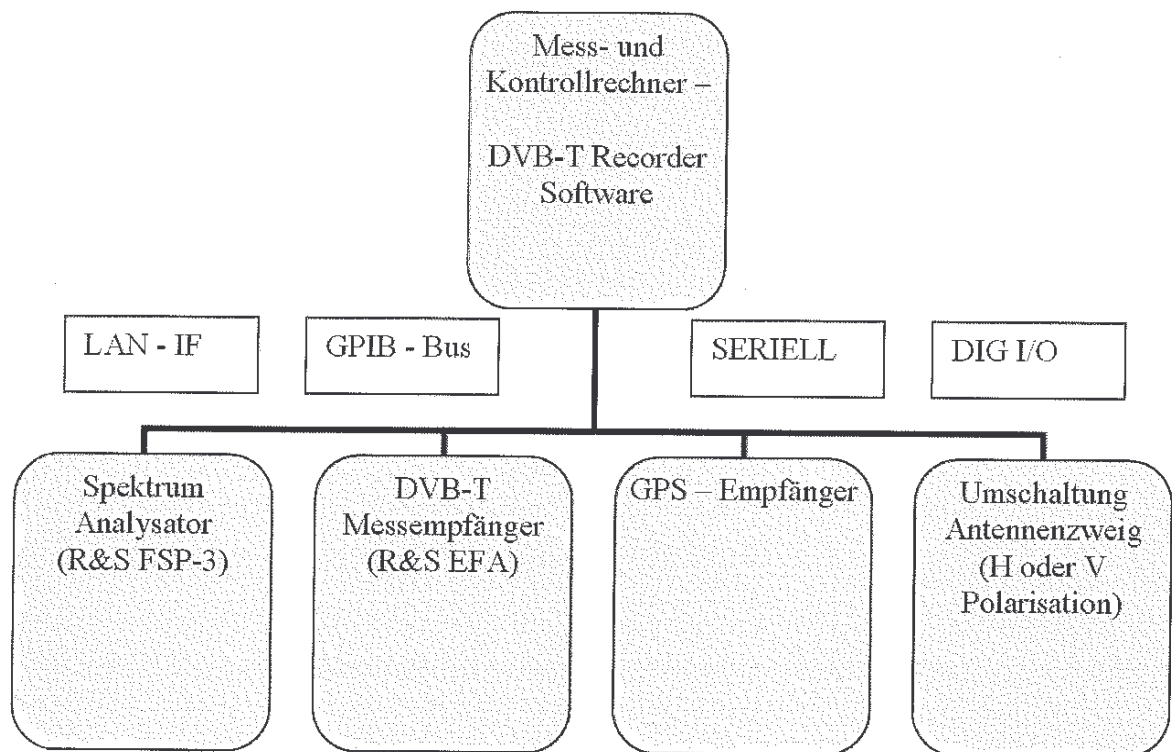 Mess- und
Kontrollrechner –
DVB-T Recorder
Software
LAN - IF
GPIB - Bus
SERIELL
DIG I/O
Spektrum
Analysator
(R&S FSP-3)
DVB-T
Messempfänger
(R&S EFA)
GPS – Empfänger
Umschaltung
Antennenzweig
(H oder V
Polarisation)